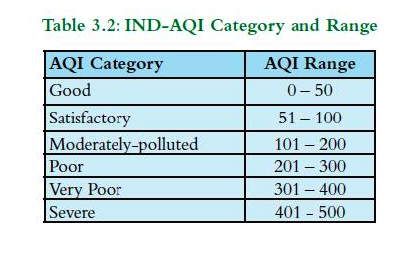 Table 3.2: IND-AQI Category and Range
AQI Category AQI Range
Good 0 – 50
Satisfactory 51 – 100
Moderately-polluted 101 – 200
Poor 201 – 300
Very Poor 301 – 400
Severe 401 - 500